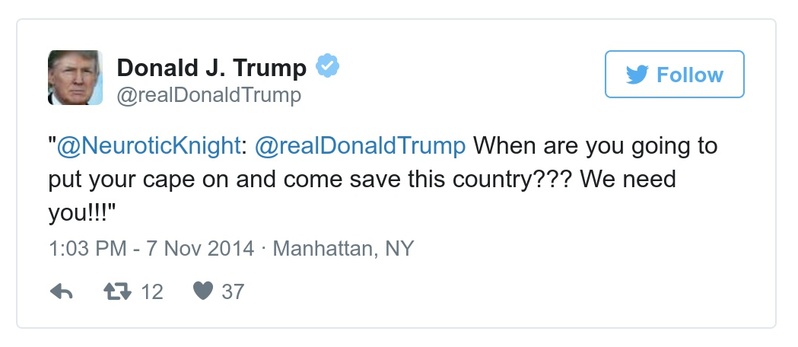 Donald J. Trump
@realDonaldTrump
Follow
"@NeuroticKnight: @realDonaldTrump When are you going to
put your cape on and come save this country??? We need
you!!!"
1:03 PM - 7 Nov 2014 · Manhattan, NY
12 37